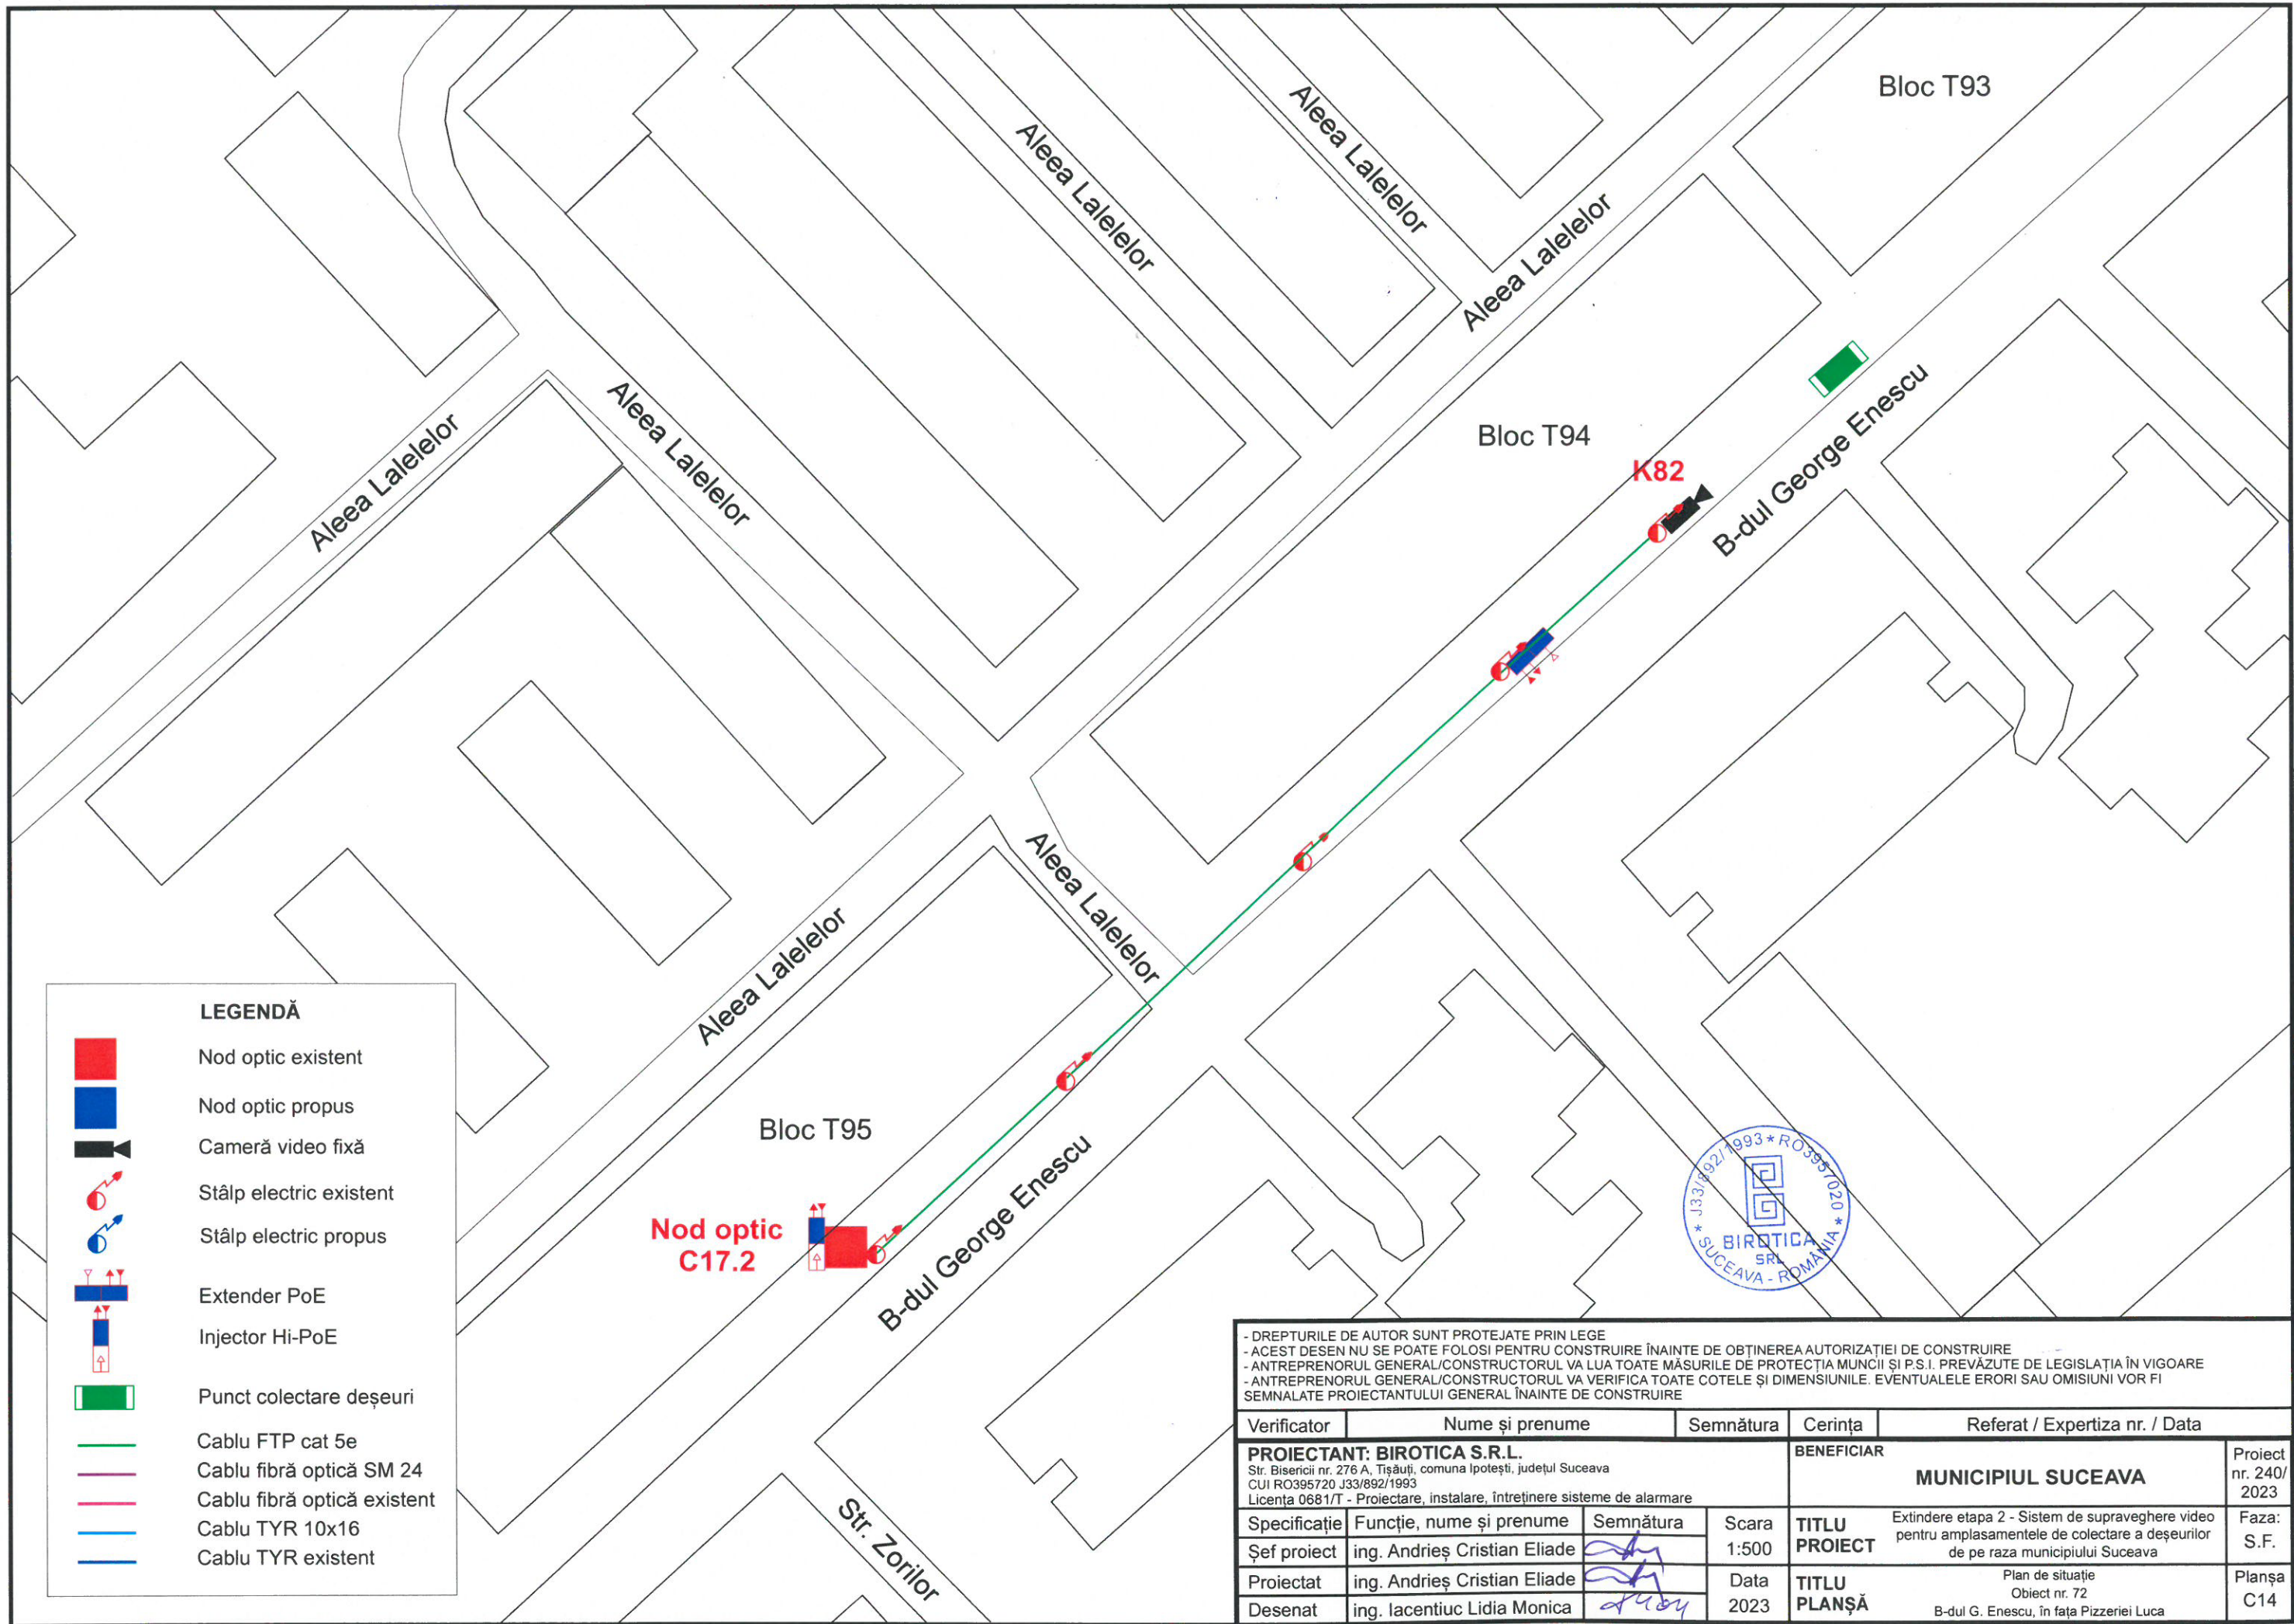 Bloc T93
Aleea Lalelelor
Aleea Lalelelor
Aleea Lalelelor
Aleea Lalelelor
Aleea Lalelelor
B-dul George Enescu
Bloc T94
K82
Aleea Lalelelor
Aleea Lalelelor
Bloc T95
Nod optic
C17.2
B-dul George Enescu
Str. Zorilor
LEGENDĂ
Nod optic existent
Nod optic propus
Cameră video fixă
Stâlp electric existent
Stâlp electric propus
Extender PoE
Injector Hi-PoE
Punct colectare deșeuri
Cablu FTP cat 5e
Cablu fibră optică SM 24
Cablu fibră optică existent
Cablu TYR 10x16
Cablu TYR existent
* J33/892/1993 * RO3957020 *
BIROTICA
SRL
SUCEAVA - ROMÂNIA
- DREPTURILE DE AUTOR SUNT PROTEJATE PRIN LEGE
- ACEST DESEN NU SE POATE FOLOSI PENTRU CONSTRUIRE ÎNAINTE DE OBȚINEREA AUTORIZAȚIEI DE CONSTRUIRE
- ANTREPRENORUL GENERAL/CONSTRUCTORUL VA LUA TOATE MĂSURILE DE PROTECȚIA MUNCII ȘI P.S.I. PREVĂZUTE DE LEGISLAȚIA ÎN VIGOARE
- ANTREPRENORUL GENERAL/CONSTRUCTORUL VA VERIFICA TOATE COTELE ȘI DIMENSIUNILE. EVENTUALELE ERORI SAU OMISIUNI VOR FI
SEMNALATE PROIECTANTULUI GENERAL ÎNAINTE DE CONSTRUIRE
Verificator Nume și prenume Semnătura Cerința Referat / Expertiza nr. / Data
PROIECTANT: BIROTICA S.R.L.
Str. Bisericii nr. 276 A, Tișăuți, comuna Ipotești, județul Suceava
CUI RO395720 J33/892/1993
Licența 0681/T - Proiectare, instalare, întreținere sisteme de alarmare
BENEFICIAR
MUNICIPIUL SUCEAVA
Proiect
nr. 240/
2023
Specificație Funcție, nume și prenume Semnătura
Șef proiect ing. Andrieș Cristian Eliade
Proiectat ing. Andrieș Cristian Eliade
Desenat ing. Iacentiuc Lidia Monica
Scara
1:500
Data
2023
TITLU
PROIECT
Extindere etapa 2 - Sistem de supraveghere video
pentru amplasamentele de colectare a deșeurilor
de pe raza municipiului Suceava
Faza:
S.F.
TITLU
PLANȘĂ
Plan de situație
Obiect nr. 72
B-dul G. Enescu, în fața Pizzeriei Luca
Planșa
C14